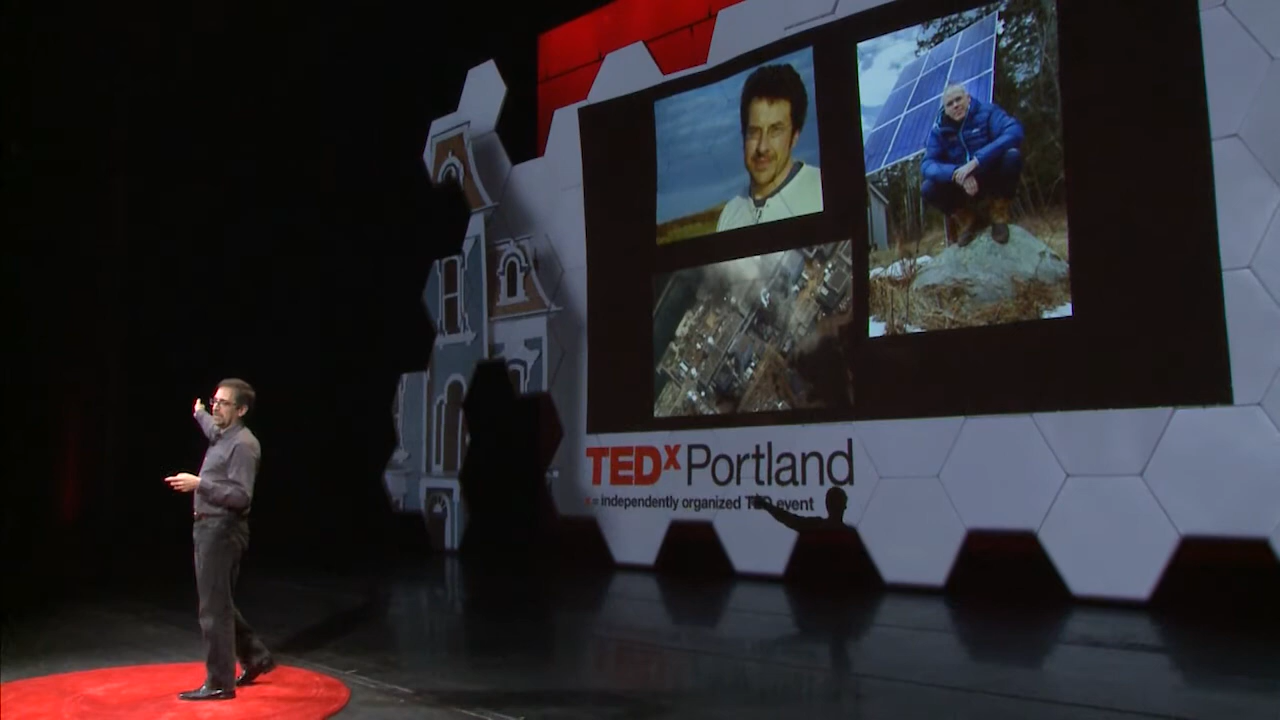 TEDx Portland
x = independently organized TED event